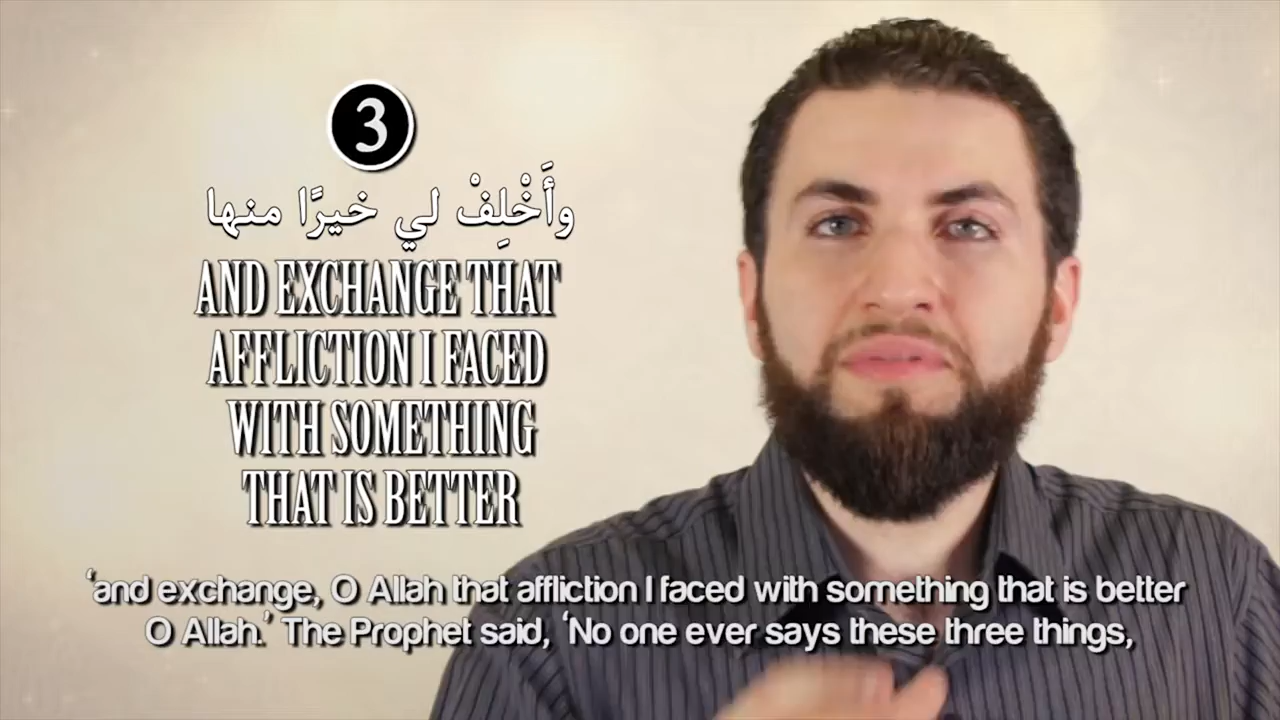 3
وأَخْلِفْ لي خيرًا منها
AND EXCHANGE THAT
AFFLICTION I FACED
WITH SOMETHING
THAT IS BETTER
‘and exchange, O Allah that affliction I faced with something that is better
O Allah.’ The Prophet said, ‘No one ever says these three things,